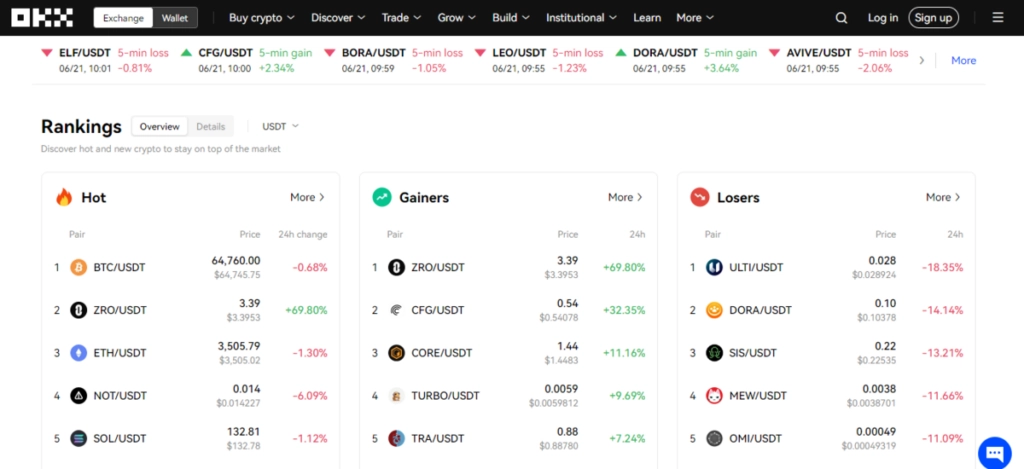 OKX Exchange Wallet Buy crypto Discover Trade Grow Build Institutional Learn More Log in Sign up
ELF/USDT 5-min loss CFG/USDT 5-min gain BORA/USDT 5-min loss LEO/USDT 5-min loss DORA/USDT 5-min gain AVIVE/USDT 5-min loss
06/21, 10:01 -0.81% 06/21, 10:00 +2.34% 06/21, 09:59 -1.05% 06/21, 09:55 -1.23% 06/21, 09:55 +3.64% 06/21, 09:55 -2.06% More
Rankings Overview Details USDT
Discover hot and new crypto to stay on top of the market
Hot More
Pair Price 24h change
1 BTC/USDT 64,760.00 -0.68%
$64,745.75
2 ZRO/USDT 3.39 +69.80%
$3.3953
3 ETH/USDT 3,505.79 -1.30%
$3,505.02
4 NOT/USDT 0.014 -6.09%
$0.014227
5 SOL/USDT 132.81 -1.12%
$132.78
Gainers More
Pair Price 24h
1 ZRO/USDT 3.39 +69.80%
$3.3953
2 CFG/USDT 0.54 +32.35%
$0.54078
3 CORE/USDT 1.44 +11.16%
$1.4483
4 TURBO/USDT 0.0059 +9.69%
$0.0059812
5 TRA/USDT 0.88 +7.24%
$0.88780
Losers More
Pair Price 24h
1 ULTI/USDT 0.028 -18.35%
$0.028924
2 DORA/USDT 0.10 -14.14%
$0.10378
3 SIS/USDT 0.22 -13.21%
$0.22535
4 MEW/USDT 0.0038 -11.66%
$0.0038701
5 OMI/USDT 0.00049 -11.09%
$0.00049319